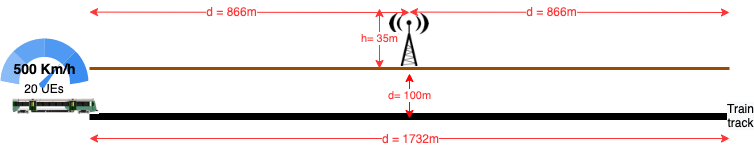 d = 866m
d = 866m
h= 35m
500 Km/h
20 UEs
d= 100m
Train
track
d = 1732m